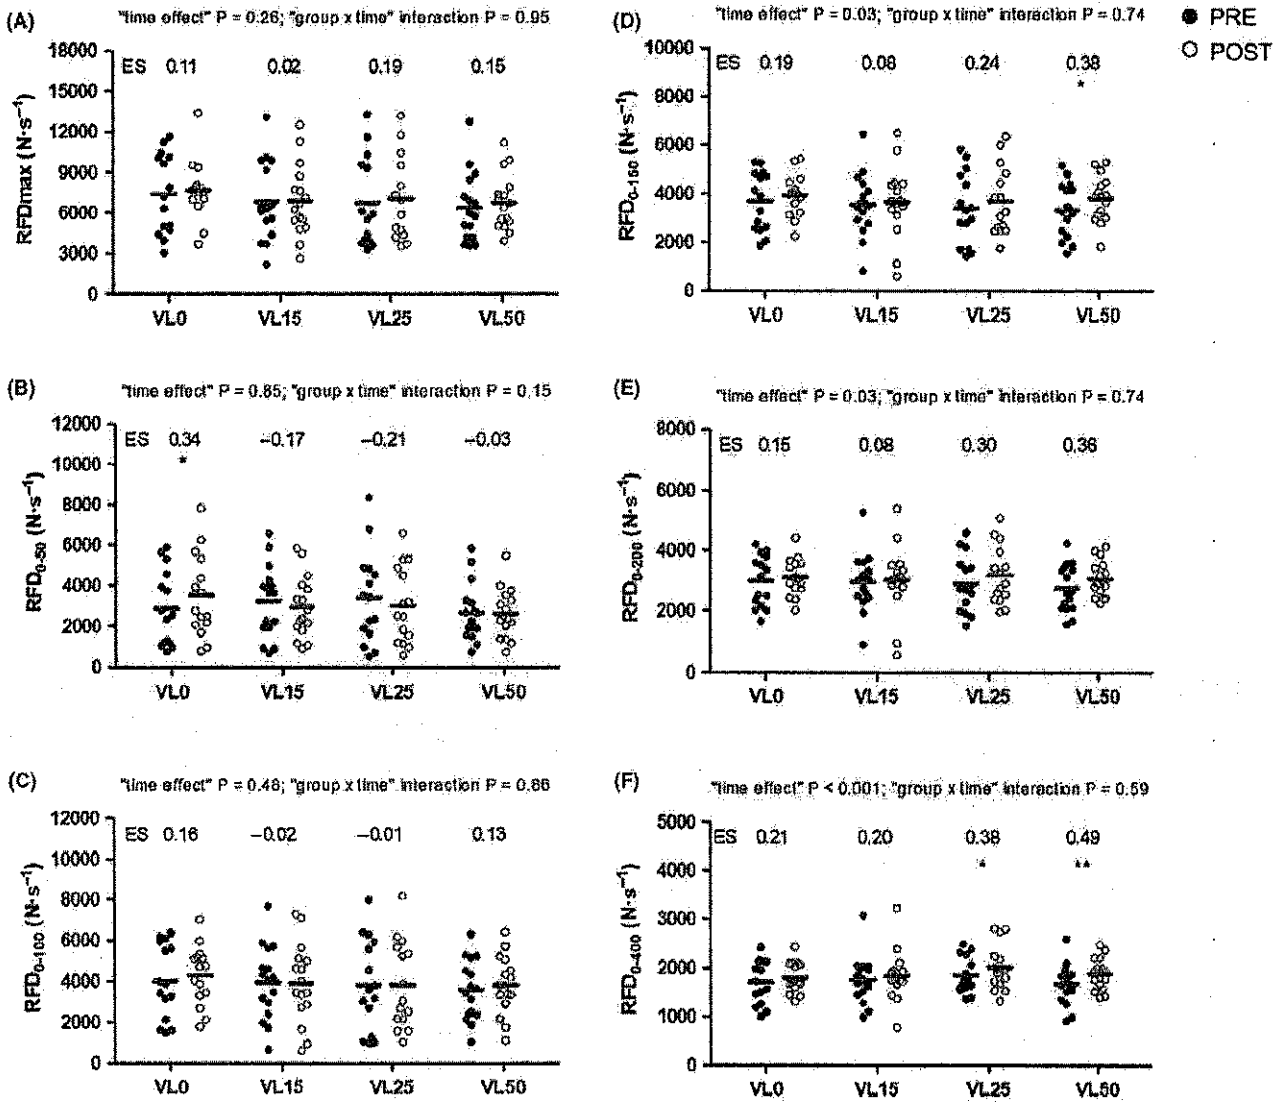 (A) "time effect" P = 0.26; "group x time" interaction P = 0.95
18000
15000
12000
9000
6000
3000
0
RFDmax (N·s⁻¹)
ES 0.11 0.02 0.19 0.15
VL0 VL15 VL25 VL50
(B) "time effect" P = 0.85; "group x time" interaction P = 0.15
12000
10000
8000
6000
4000
2000
0
RFD0-50 (N·s⁻¹)
ES 0.34 –0.17 –0.21 –0.03
*
VL0 VL15 VL25 VL50
(C) "time effect" P = 0.48; "group x time" interaction P = 0.86
12000
10000
8000
6000
4000
2000
0
RFD0-100 (N·s⁻¹)
ES 0.16 –0.02 –0.01 0.13
VL0 VL15 VL25 VL50
(D) "time effect" P = 0.03; "group x time" interaction P = 0.74
10000
8000
6000
4000
2000
0
RFD0-150 (N·s⁻¹)
ES 0.19 0.08 0.24 0.38
*
VL0 VL15 VL25 VL50
(E) "time effect" P = 0.03; "group x time" interaction P = 0.74
8000
6000
4000
2000
0
RFD0-200 (N·s⁻¹)
ES 0.15 0.08 0.30 0.36
VL0 VL15 VL25 VL50
(F) "time effect" P < 0.001; "group x time" interaction P = 0.59
5000
4000
3000
2000
1000
0
RFD0-400 (N·s⁻¹)
ES 0.21 0.20 0.38 0.49
* **
VL0 VL15 VL25 VL50
PRE
POST